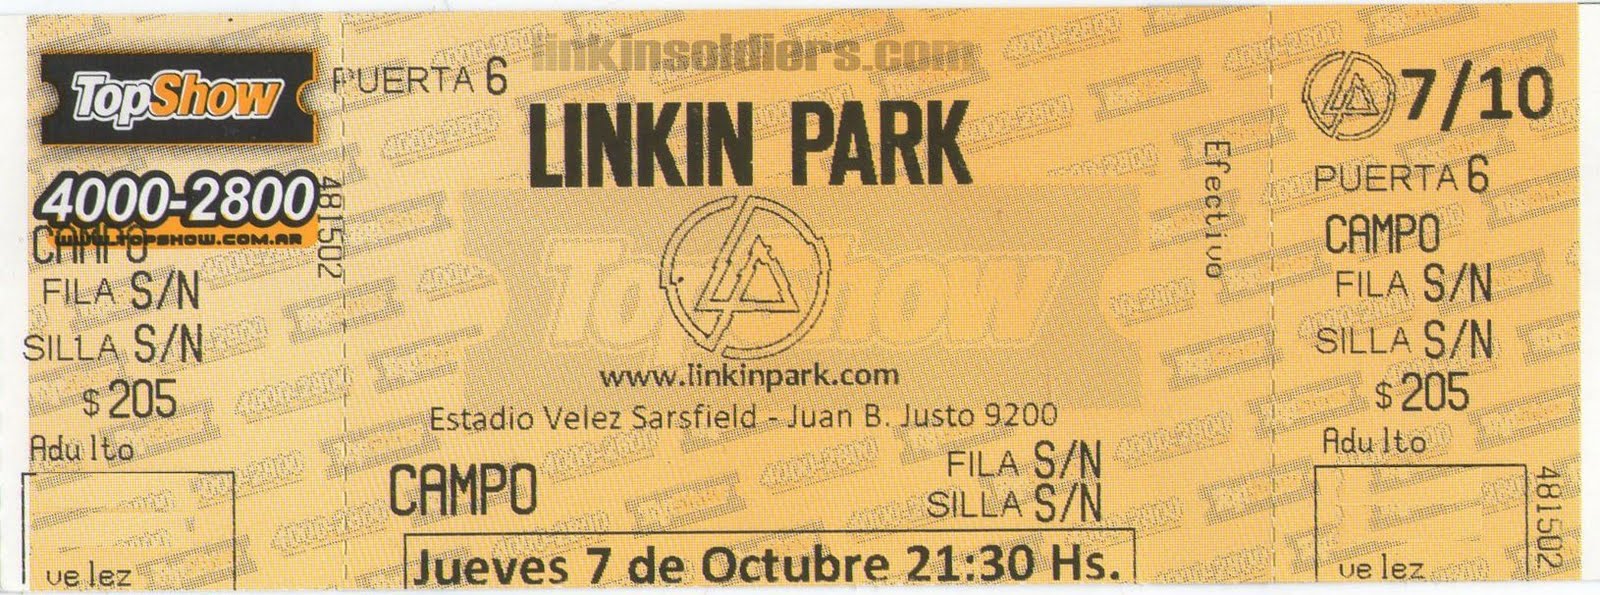 TopShow
4000-2800
www.topshow.com.ar
CAMPO
FILA S/N
SILLA S/N
$ 205
Adulto
velez
481502
PUERTA 6
linkinsoldiers.com
LINKIN PARK
TopShow
www.linkinpark.com
Estadio Velez Sarsfield - Juan B. Justo 9200
CAMPO
FILA S/N
SILLA S/N
Jueves 7 de Octubre 21:30 Hs.
Efectivo
7/10
PUERTA 6
CAMPO
FILA S/N
SILLA S/N
$ 205
Adulto
velez
481502